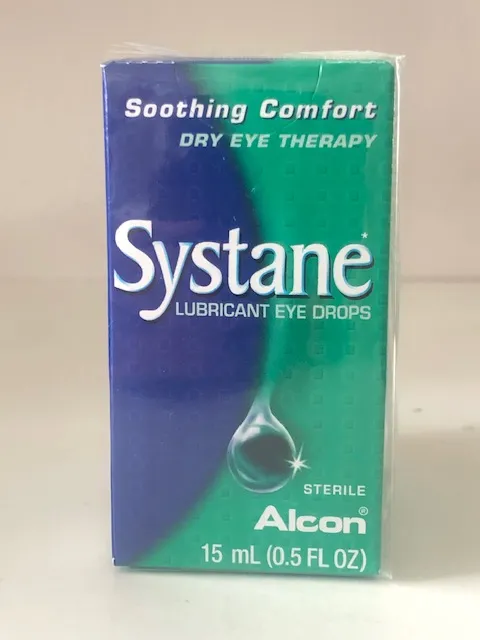 Soothing Comfort
DRY EYE THERAPY
Systane*
LUBRICANT EYE DROPS
STERILE
Alcon®
15 mL (0.5 FL OZ)